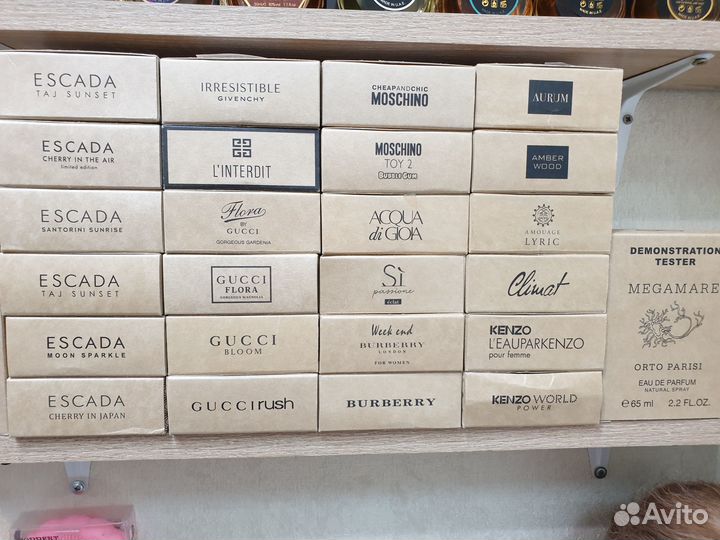 ESCADA
TAJ SUNSET
IRRESISTIBLE
GIVENCHY
CHEAPANDCHIC
MOSCHINO
AURUM
ESCADA
CHERRY IN THE AIR
limited edition
L'INTERDIT
MOSCHINO
TOY 2
BUBBLE GUM
AMBER
WOOD
ESCADA
SANTORINI SUNRISE
Flora
BY
GUCCI
GORGEOUS GARDENIA
ACQUA
di GIOIA
AMOUAGE
LYRIC
ESCADA
TAJ SUNSET
GUCCI
FLORA
GORGEOUS MAGNOLIA
Sì
passione
éclat
Climat
ESCADA
MOON SPARKLE
GUCCI
BLOOM
Week end
BURBERRY
LONDON
FOR WOMEN
KENZO
L'EAUPARKENZO
pour femme
ESCADA
CHERRY IN JAPAN
GUCCI rush
BURBERRY
KENZO WORLD
POWER
DEMONSTRATION
TESTER
MEGAMARE
ORTO PARISI
EAU DE PARFUM
NATURAL SPRAY
℮ 65 ml 2.2 FL.OZ.
Avito